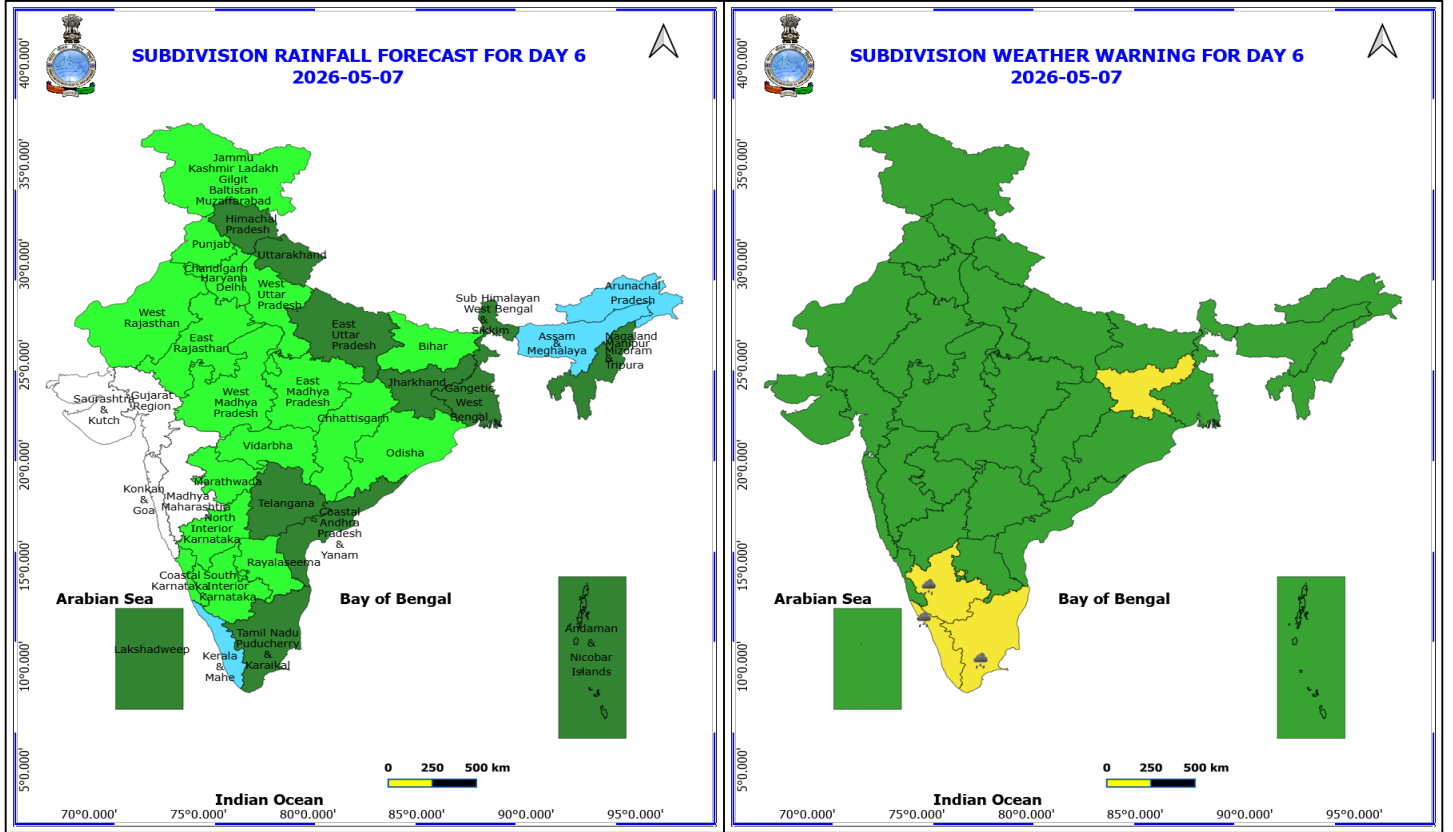 SUBDIVISION RAINFALL FORECAST FOR DAY 6
2026-05-07
40°0.000'
35°0.000'
30°0.000'
25°0.000'
20°0.000'
15°0.000'
10°0.000'
5°0.000'
Jammu
Kashmir Ladakh
Gilgit
Baltistan
Muzaffarabad
Himachal
Pradesh
Punjab
Uttarakhand
Chandigarh
Haryana
Delhi
West
Uttar
Pradesh
West
Rajasthan
East
Rajasthan
East
Uttar
Pradesh
Bihar
Sub Himalayan
West Bengal
&
Sikkim
Arunachal
Pradesh
Assam
&
Meghalaya
Nagaland
Manipur
Mizoram
&
Tripura
Saurashtra
&
Kutch
Gujarat
Region
West
Madhya
Pradesh
East
Madhya
Pradesh
Jharkhand
Gangetic
West
Bengal
Chhattisgarh
Vidarbha
Odisha
Konkan
&
Goa
Madhya
Maharashtra
Marathwada
Telangana
North
Interior
Karnataka
Coastal
Andhra
Pradesh
&
Yanam
Rayalaseema
Coastal
Karnataka
South
Interior
Karnataka
Arabian Sea
Bay of Bengal
Lakshadweep
Kerala
&
Mahe
Tamil Nadu
Puducherry
&
Karaikal
Andaman
&
Nicobar
Islands
0 250 500 km
Indian Ocean
70°0.000' 75°0.000' 80°0.000' 85°0.000' 90°0.000' 95°0.000'
SUBDIVISION WEATHER WARNING FOR DAY 6
2026-05-07
40°0.000'
35°0.000'
30°0.000'
25°0.000'
20°0.000'
15°0.000'
10°0.000'
5°0.000'
Arabian Sea
Bay of Bengal
0 250 500 km
Indian Ocean
70°0.000' 75°0.000' 80°0.000' 85°0.000' 90°0.000' 95°0.000'